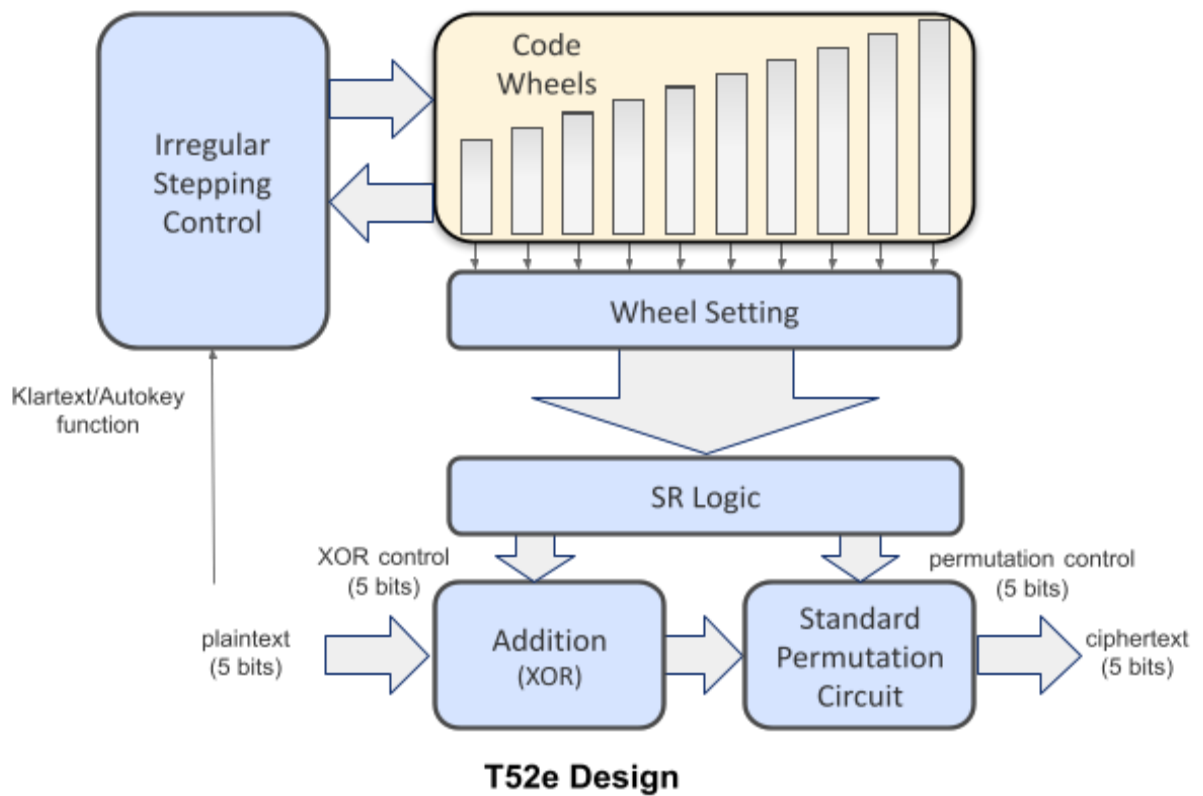 Code
Wheels
Irregular
Stepping
Control
Wheel Setting
Klartext/Autokey
function
SR Logic
XOR control
(5 bits)
permutation control
(5 bits)
plaintext
(5 bits)
Addition
(XOR)
Standard
Permutation
Circuit
ciphertext
(5 bits)
T52e Design